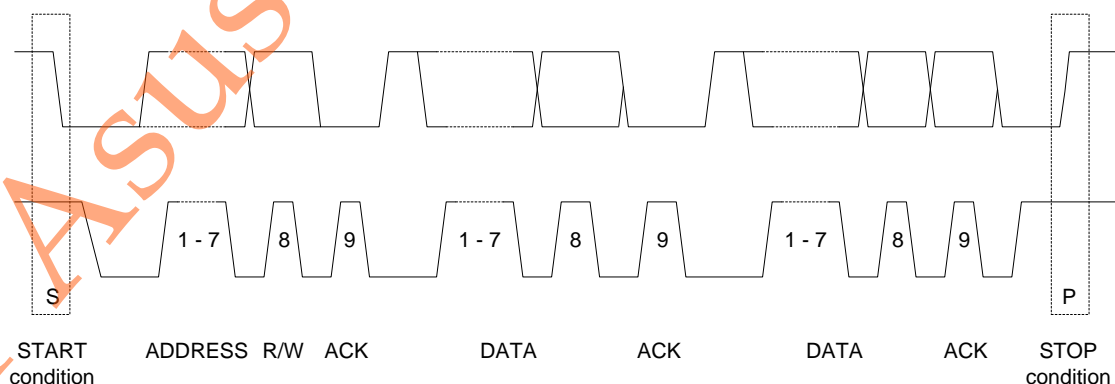 Asus
1 - 7 8 9 1 - 7 8 9 1 - 7 8 9
S P
START ADDRESS R/W ACK DATA ACK DATA ACK STOP
condition condition